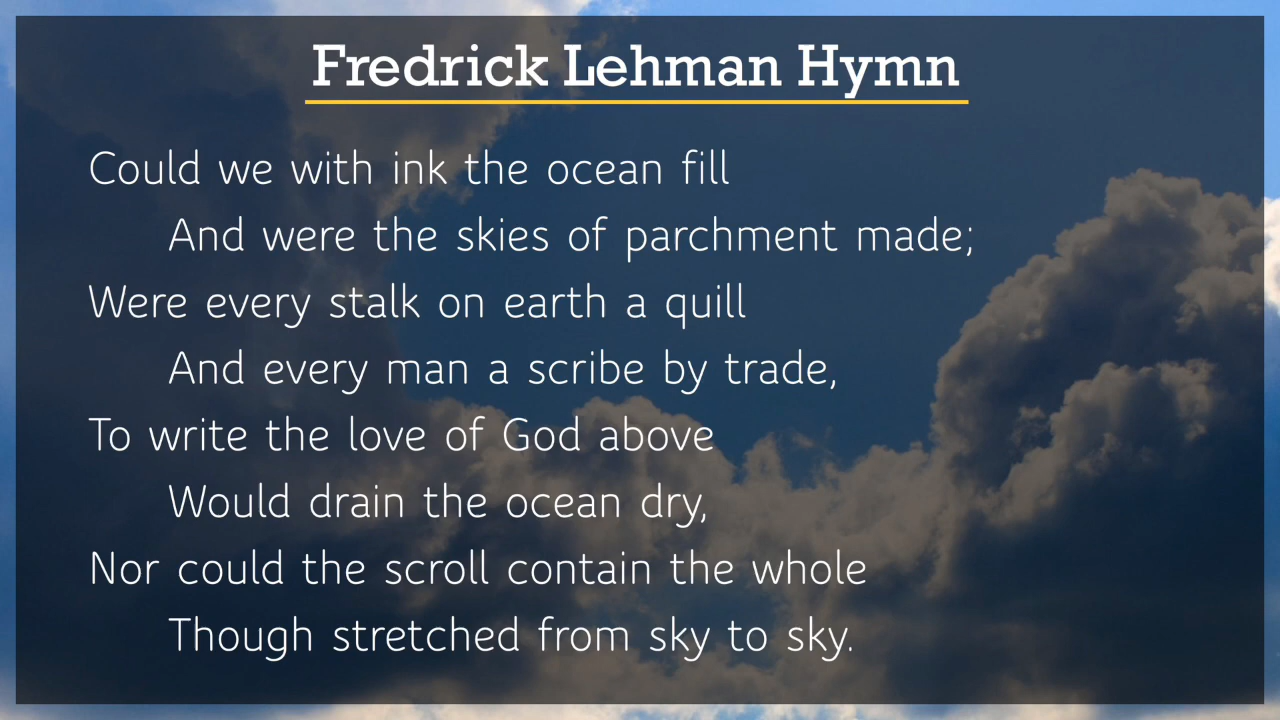 Fredrick Lehman Hymn
Could we with ink the ocean fill
And were the skies of parchment made;
Were every stalk on earth a quill
And every man a scribe by trade,
To write the love of God above
Would drain the ocean dry,
Nor could the scroll contain the whole
Though stretched from sky to sky.